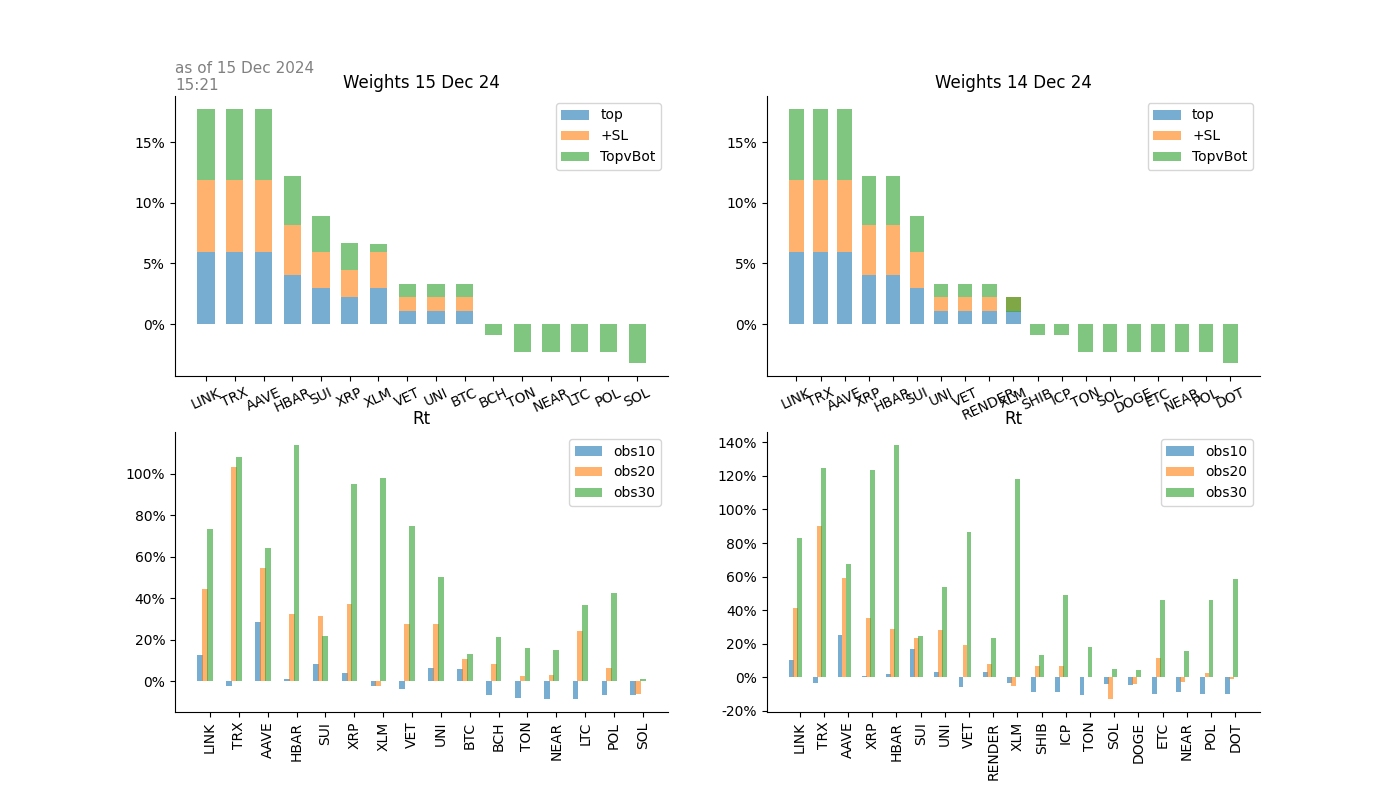 as of 15 Dec 2024
15:21
Weights 15 Dec 24
top
+SL
TopvBot
15%
10%
5%
0%
LINK TRX AAVE HBAR SUI XRP XLM VET UNI BTC BCH TON NEAR LTC POL SOL
Weights 14 Dec 24
top
+SL
TopvBot
15%
10%
5%
0%
LINK TRX AAVE XRP HBAR SUI UNI VET RENDER XLM SHIB ICP TON SOL DOGE ETC NEAR POL DOT
Rt
obs10
obs20
obs30
100%
80%
60%
40%
20%
0%
LINK TRX AAVE HBAR SUI XRP XLM VET UNI BTC BCH TON NEAR LTC POL SOL
Rt
obs10
obs20
obs30
140%
120%
100%
80%
60%
40%
20%
0%
-20%
LINK TRX AAVE XRP HBAR SUI UNI VET RENDER XLM SHIB ICP TON SOL DOGE ETC NEAR POL DOT